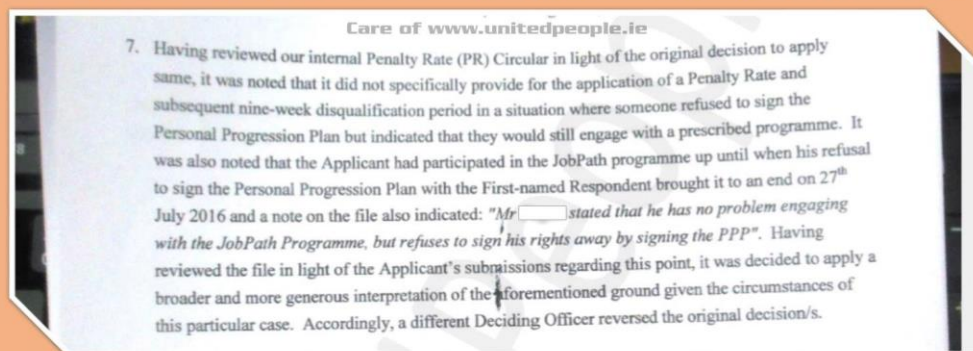 Care of www.unitedpeople.ie
7. Having reviewed our internal Penalty Rate (PR) Circular in light of the original decision to apply
same, it was noted that it did not specifically provide for the application of a Penalty Rate and
subsequent nine-week disqualification period in a situation where someone refused to sign the
Personal Progression Plan but indicated that they would still engage with a prescribed programme. It
was also noted that the Applicant had participated in the JobPath programme up until when his refusal
to sign the Personal Progression Plan with the First-named Respondent brought it to an end on 27th
July 2016 and a note on the file also indicated: "Mr stated that he has no problem engaging
with the JobPath Programme, but refuses to sign his rights away by signing the PPP". Having
reviewed the file in light of the Applicant's submissions regarding this point, it was decided to apply a
broader and more generous interpretation of the aforementioned ground given the circumstances of
this particular case. Accordingly, a different Deciding Officer reversed the original decision/s.